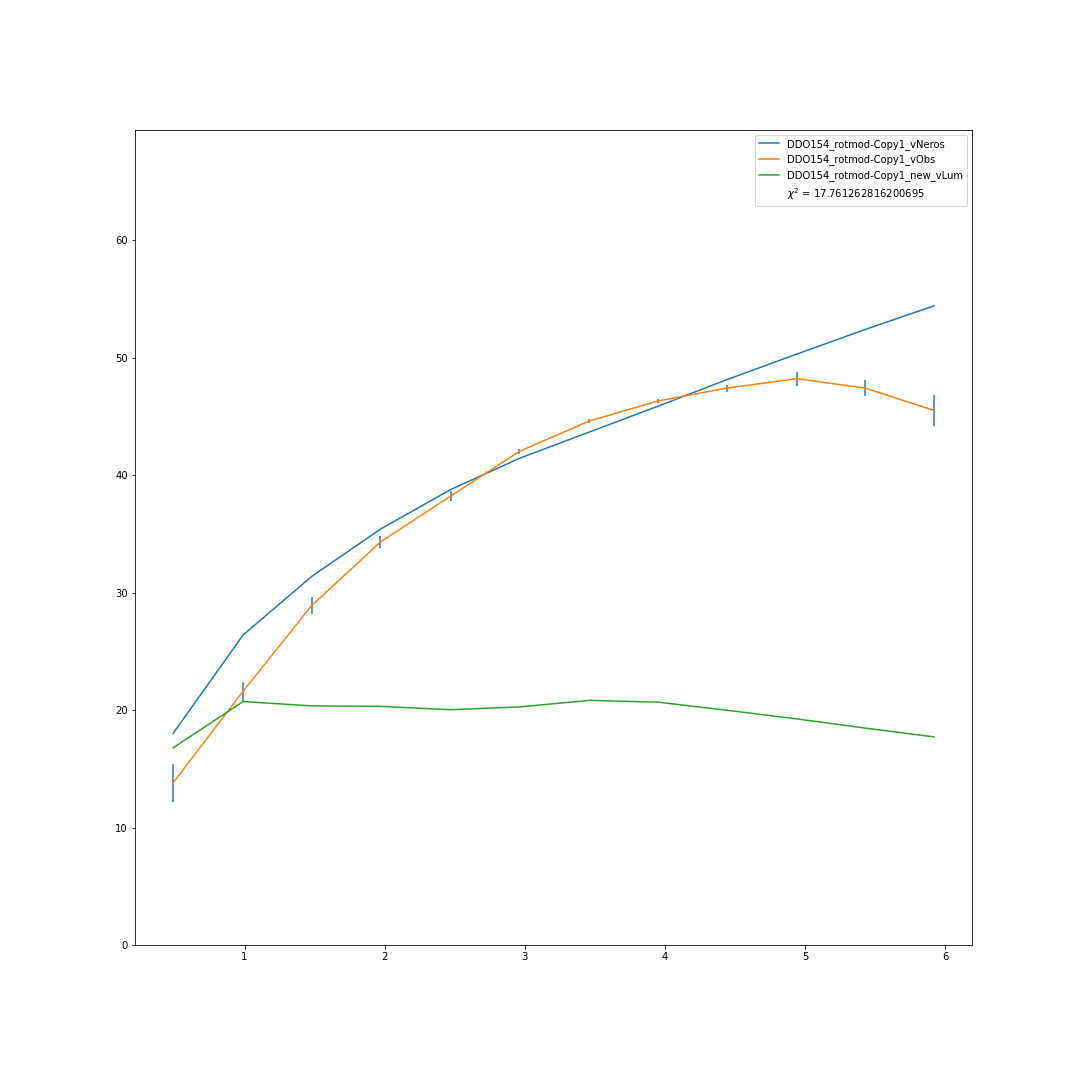 DDO154_rotmod-Copy1_vNeros
DDO154_rotmod-Copy1_vObs
DDO154_rotmod-Copy1_new_vLum
χ² = 17.761262816200695
60
50
40
30
20
10
0
1 2 3 4 5 6